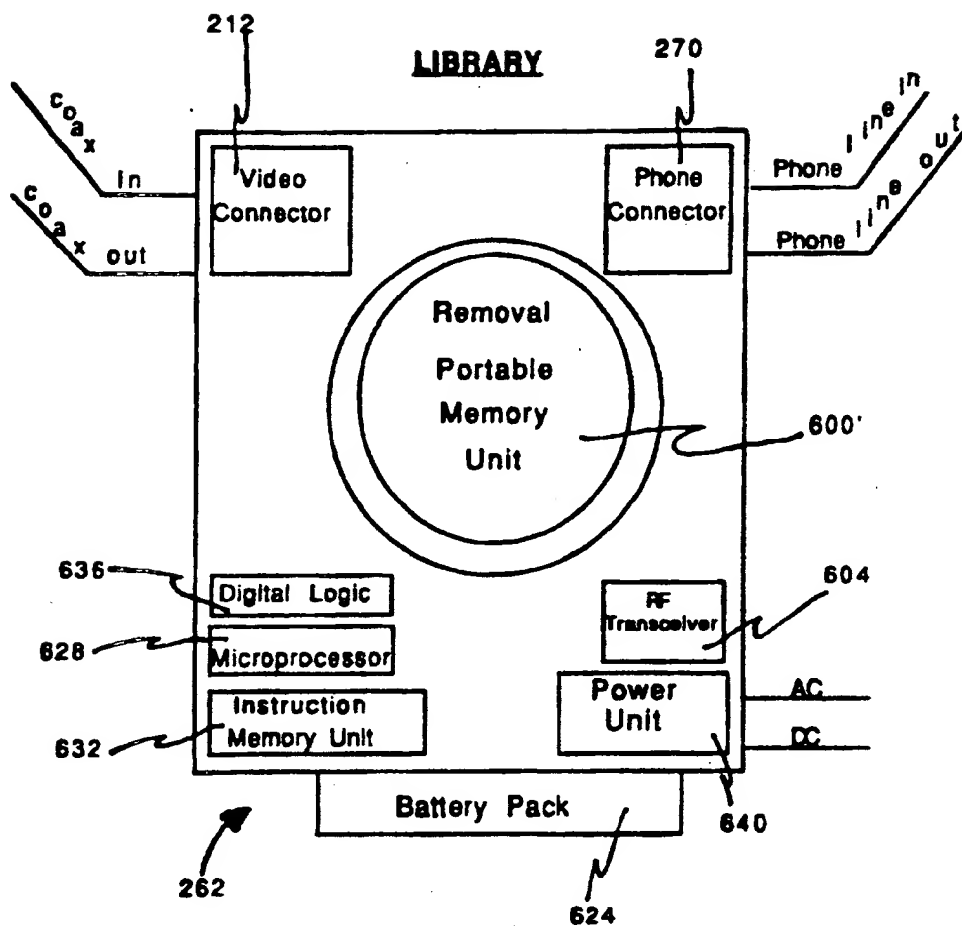 212
LIBRARY
270
coax in
Video
Connector
Phone
Connector
Phone line in
coax out
Phone line out
Removal
Portable
Memory
Unit
600'
636
Digital Logic
RF
Transceiver
604
628
Microprocessor
Instruction
Memory Unit
632
Power
Unit
AC
DC
Battery Pack
640
262
624